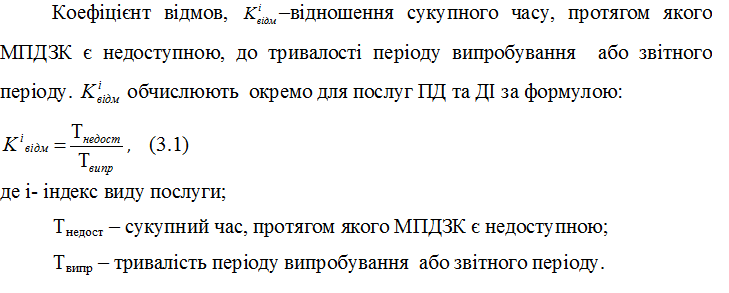 Коефіцієнт відмов, K^i_відм–відношення сукупного часу, протягом якого
МПДЗК є недоступною, до тривалості періоду випробування або звітного
періоду. K^i_відм обчислюють окремо для послуг ПД та ДІ за формулою:
K^i_відм = T_недост / T_випр , (3.1)
де і- індекс виду послуги;
Т_недост – сукупний час, протягом якого МПДЗК є недоступною;
Т_випр – тривалість періоду випробування або звітного періоду.